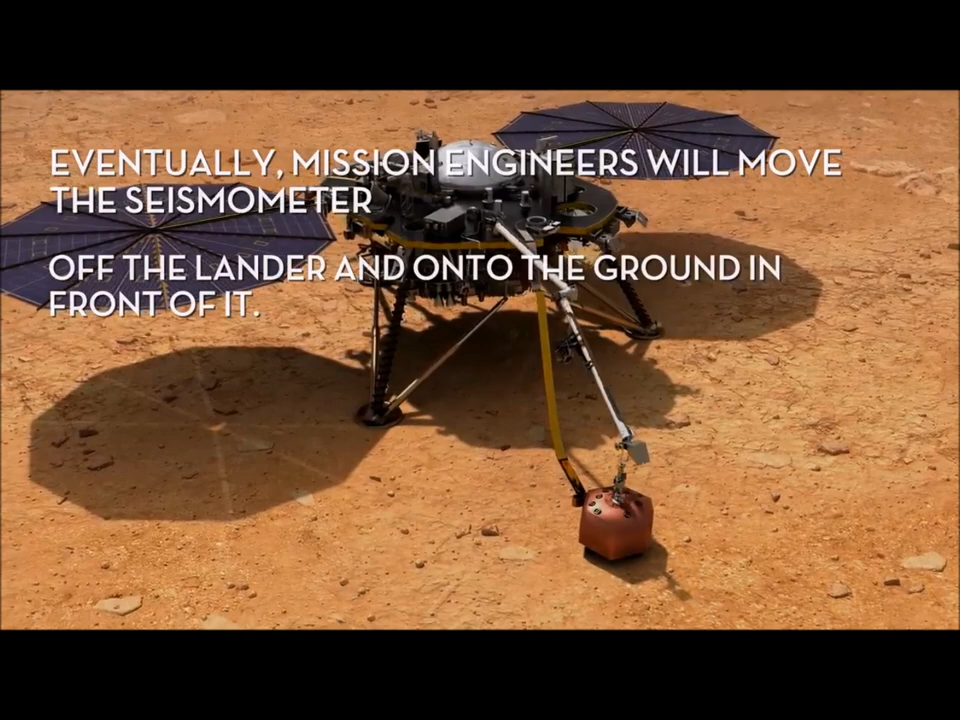 EVENTUALLY, MISSION ENGINEERS WILL MOVE
THE SEISMOMETER
OFF THE LANDER AND ONTO THE GROUND IN
FRONT OF IT.